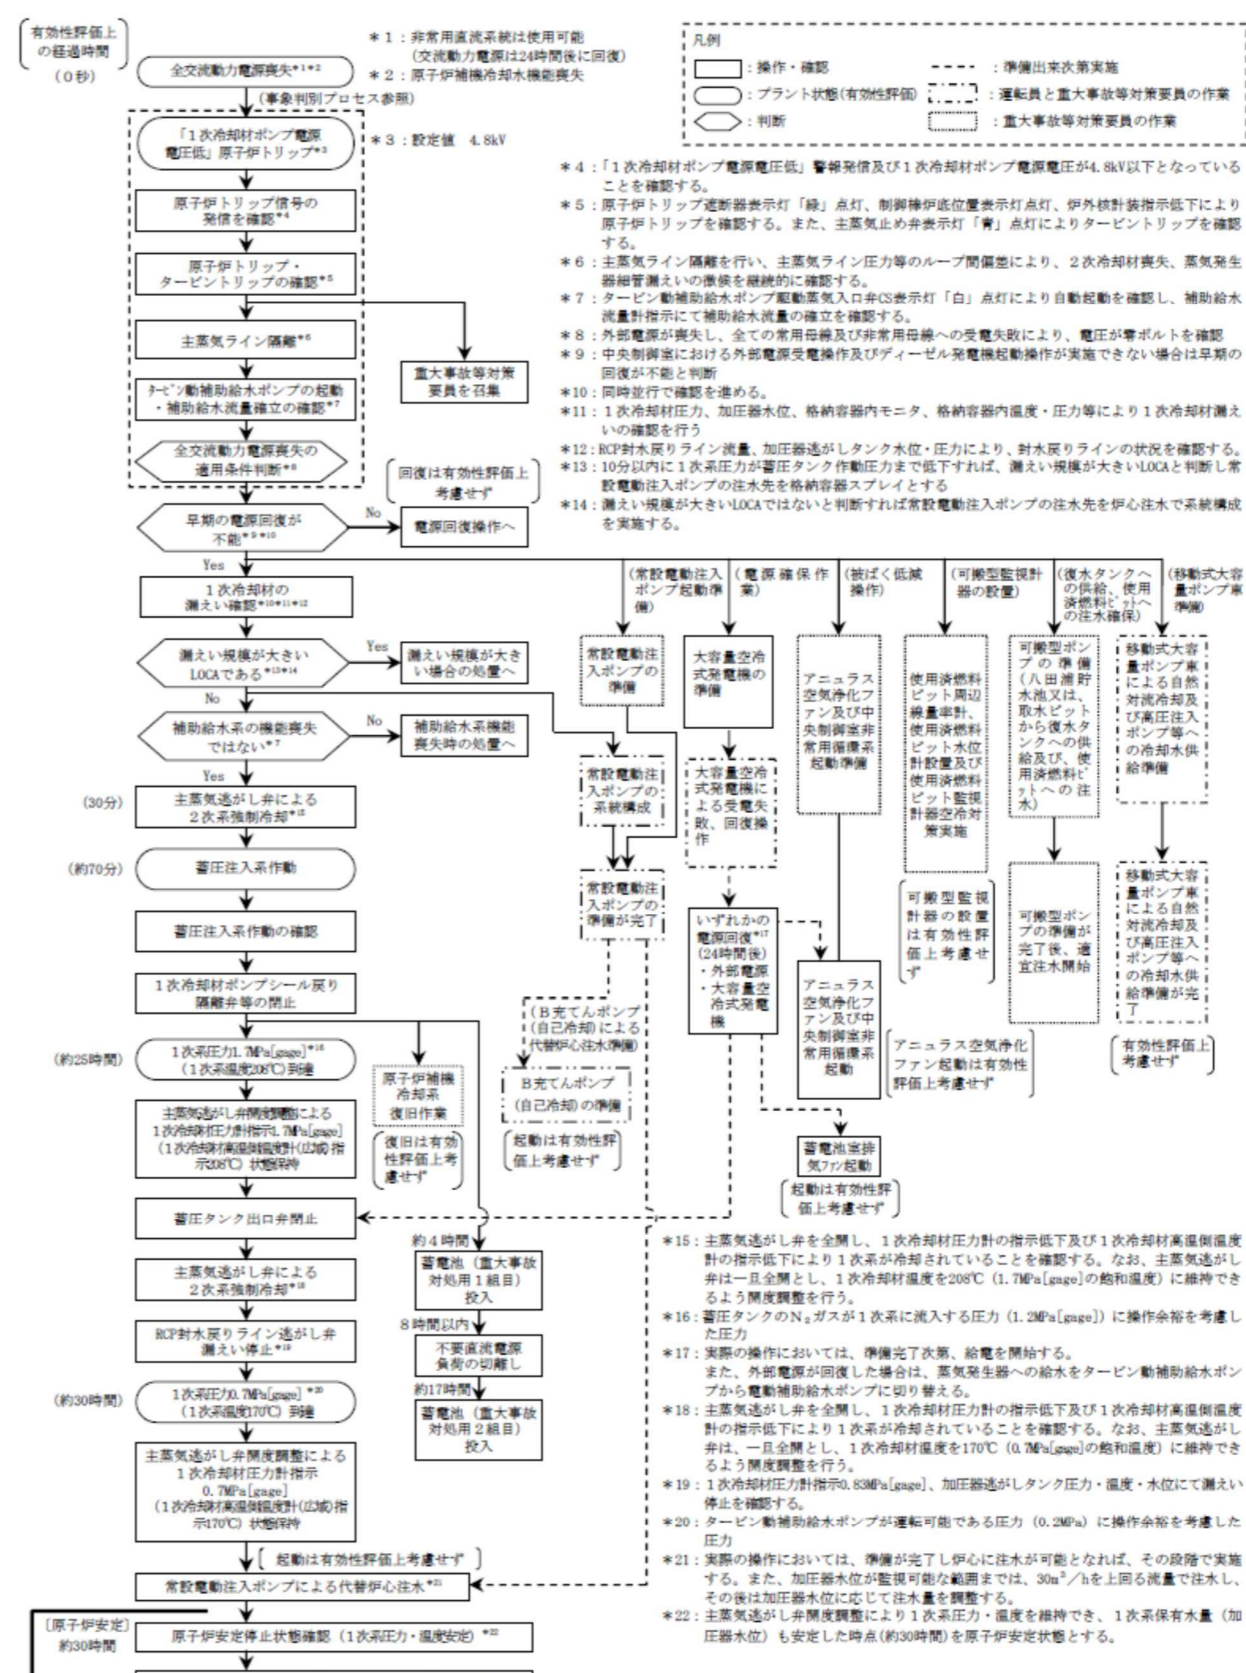 有効性評価上
の経過時間
(0秒)
全交流動力電源喪失*1*2
*1：非常用直流系統は使用可能
(交流動力電源は24時間後に回復)
*2：原子炉補機冷却水機能喪失
(事象判別プロセス参照)
「1次冷却材ポンプ電源
電圧低」原子炉トリップ*3
*3：設定値 4.8kV
原子炉トリップ信号の
発信を確認*4
原子炉トリップ・
タービントリップの確認*5
主蒸気ライン隔離*6
タービン動補助給水ポンプの起動
・補助給水流量確立の確認*7
全交流動力電源喪失の
適用条件判断*8
重大事故等対策
要員を召集
凡例
：操作・確認
：プラント状態(有効性評価)
：判断
：準備出来次第実施
：運転員と重大事故等対策要員の作業
：重大事故等対策要員の作業
*4：「1次冷却材ポンプ電源電圧低」警報発信及び1次冷却材ポンプ電源電圧が4.8kV以下となっている
ことを確認する。
*5：原子炉トリップ遮断器表示灯「緑」点灯、制御棒炉底位置表示灯点灯、炉外核計装指示低下により
原子炉トリップを確認する。また、主蒸気止め弁表示灯「青」点灯によりタービントリップを確認
する。
*6：主蒸気ライン隔離を行い、主蒸気ライン圧力等のループ間偏差により、2次冷却材喪失、蒸気発生
器細管漏えいの徴候を継続的に確認する。
*7：タービン動補助給水ポンプ駆動蒸気入口弁CS表示灯「白」点灯により自動起動を確認し、補助給水
流量計指示にて補助給水流量の確立を確認する。
*8：外部電源が喪失し、全ての常用母線及び非常用母線への受電失敗により、電圧が零ボルトを確認
*9：中央制御室における外部電源受電操作及びディーゼル発電機起動操作が実施できない場合は早期の
回復が不能と判断
*10：同時並行で確認を進める。
*11：1次冷却材圧力、加圧器水位、格納容器内モニタ、格納容器内温度・圧力等により1次冷却材漏え
いの確認を行う
*12：RCP封水戻りライン流量、加圧器逃がしタンク水位・圧力により、封水戻りラインの状況を確認する。
*13：10分以内に1次系圧力が蓄圧タンク作動圧力まで低下すれば、漏えい規模が大きいLOCAと判断し常
設電動注入ポンプの注水先を格納容器スプレイとする
*14：漏えい規模が大きいLOCAではないと判断すれば常設電動注入ポンプの注水先を炉心注水で系統構成
を実施する。
早期の電源回復が
不能*9*10
No
回復は有効性評価上
考慮せず
電源回復操作へ
Yes
1次冷却材の
漏えい確認*10*11*12
漏えい規模が大きい
LOCAである*13*14
Yes
漏えい規模が大き
い場合の処置へ
No
補助給水系の機能喪失
ではない*7
No
補助給水系機能
喪失時の処置へ
Yes
(30分)
主蒸気逃がし弁による
2次系強制冷却*15
(約70分)
蓄圧注入系作動
蓄圧注入系作動の確認
1次冷却材ポンプシール戻り
隔離弁等の閉止
(約25時間)
1次系圧力1.7MPa[gage]*16
(1次系温度208℃)到達
主蒸気逃がし弁開度調整による
1次冷却材圧力計指示1.7MPa[gage]
(1次冷却材高温側温度計(広域)指
示208℃) 状態保持
蓄圧タンク出口弁閉止
主蒸気逃がし弁による
2次系強制冷却*18
RCP封水戻りライン逃がし弁
漏えい停止*19
(約30時間)
1次系圧力0.7MPa[gage] *20
(1次系温度170℃) 到達
主蒸気逃がし弁開度調整による
1次冷却材圧力計指示
0.7MPa[gage]
(1次冷却材高温側温度計(広域)指
示170℃) 状態保持
起動は有効性評価上考慮せず
常設電動注入ポンプによる代替炉心注水*21
〔原子炉安定〕
約30時間
原子炉安定停止状態確認 (1次系圧力・温度安定) *22
原子炉補機
冷却系
復旧作業
復旧は有効
性評価上考
慮せず
約4時間
蓄電池 (重大事故
対処用1組目)
投入
8時間以内
不要直流電源
負荷の切離し
約17時間
蓄電池 (重大事故
対処用2組目)
投入
(常設電動注入
ポンプ起動準
備)
常設電動注
入ポンプの
準備
常設電動注
入ポンプの
系統構成
常設電動注
入ポンプの
準備が完了
(B充てんポンプ
(自己冷却)による
代替炉心注水準備)
B充てんポンプ
(自己冷却)の準備
起動は有効性評
価上考慮せず
(電源確保作
業)
大容量空冷
式発電機の
準備
大容量空冷
式発電機に
よる受電失
敗、回復操
作
いずれかの
電源回復*17
(24時間後)
・外部電源
・大容量空
冷式発電
機
(被ばく低減
操作)
アニュラス
空気浄化フ
ァン及び中
央制御室非
常用循環系
起動準備
アニュラス
空気浄化フ
ァン及び中
央制御室非
常用循環系
起動
アニュラス空気浄化
ファン起動は有効性
評価上考慮せず
蓄電池室排
気ファン起動
起動は有効性評
価上考慮せず
(可搬型監視計
器の設置)
使用済燃料
ピット周辺
線量率計、
使用済燃料
ピット水位
計設置及び
使用済燃料
ピット監視
計器空冷対
策実施
可搬型監視
計器の設置
は有効性評
価上考慮せ
ず
(復水タンクへ
の供給、使用
済燃料ピットへ
の注水確保)
可搬型ポン
プの準備
(八田浦貯
水池又は、
取水ピット
から復水タ
ンクへの供
給及び、使
用済燃料ピ
ットへの注
水)
可搬型ポン
プの準備が
完了後、適
宜注水開始
(移動式大容
量ポンプ車
準備)
移動式大容
量ポンプ車
による自然
対流冷却及
び高圧注入
ポンプ等へ
の冷却水供
給準備
移動式大容
量ポンプ車
による自然
対流冷却及
び高圧注入
ポンプ等へ
の冷却水供
給準備が完
了
有効性評価上
考慮せず
*15：主蒸気逃がし弁を全開し、1次冷却材圧力計の指示低下及び1次冷却材高温側温度
計の指示低下により1次系が冷却されていることを確認する。なお、主蒸気逃がし
弁は一旦全開とし、1次冷却材温度を208℃ (1.7MPa[gage]の飽和温度) に維持でき
るよう開度調整を行う。
*16：蓄圧タンクのN₂ガスが1次系に流入する圧力 (1.2MPa[gage]) に操作余裕を考慮し
た圧力
*17：実際の操作においては、準備完了次第、給電を開始する。
また、外部電源が回復した場合は、蒸気発生器への給水をタービン動補助給水ポン
プから電動補助給水ポンプに切り替える。
*18：主蒸気逃がし弁を全開し、1次冷却材圧力計の指示低下及び1次冷却材高温側温度
計の指示低下により1次系が冷却されていることを確認する。なお、主蒸気逃がし
弁は、一旦全開とし、1次冷却材温度を170℃ (0.7MPa[gage]の飽和温度) に維持でき
るよう開度調整を行う。
*19：1次冷却材圧力計指示0.83MPa[gage]、加圧器逃がしタンク圧力・温度・水位にて漏えい
停止を確認する。
*20：タービン動補助給水ポンプが運転可能である圧力 (0.2MPa) に操作余裕を考慮した
圧力
*21：実際の操作においては、準備が完了し炉心に注水が可能となれば、その段階で実施
する。また、加圧器水位が監視可能な範囲までは、30m³/hを上回る流量で注水し、
その後は加圧器水位に応じて注水量を調整する。
*22：主蒸気逃がし弁開度調整により1次系圧力・温度を維持でき、1次系保有水量 (加
圧器水位) も安定した時点(約30時間)を原子炉安定状態とする。